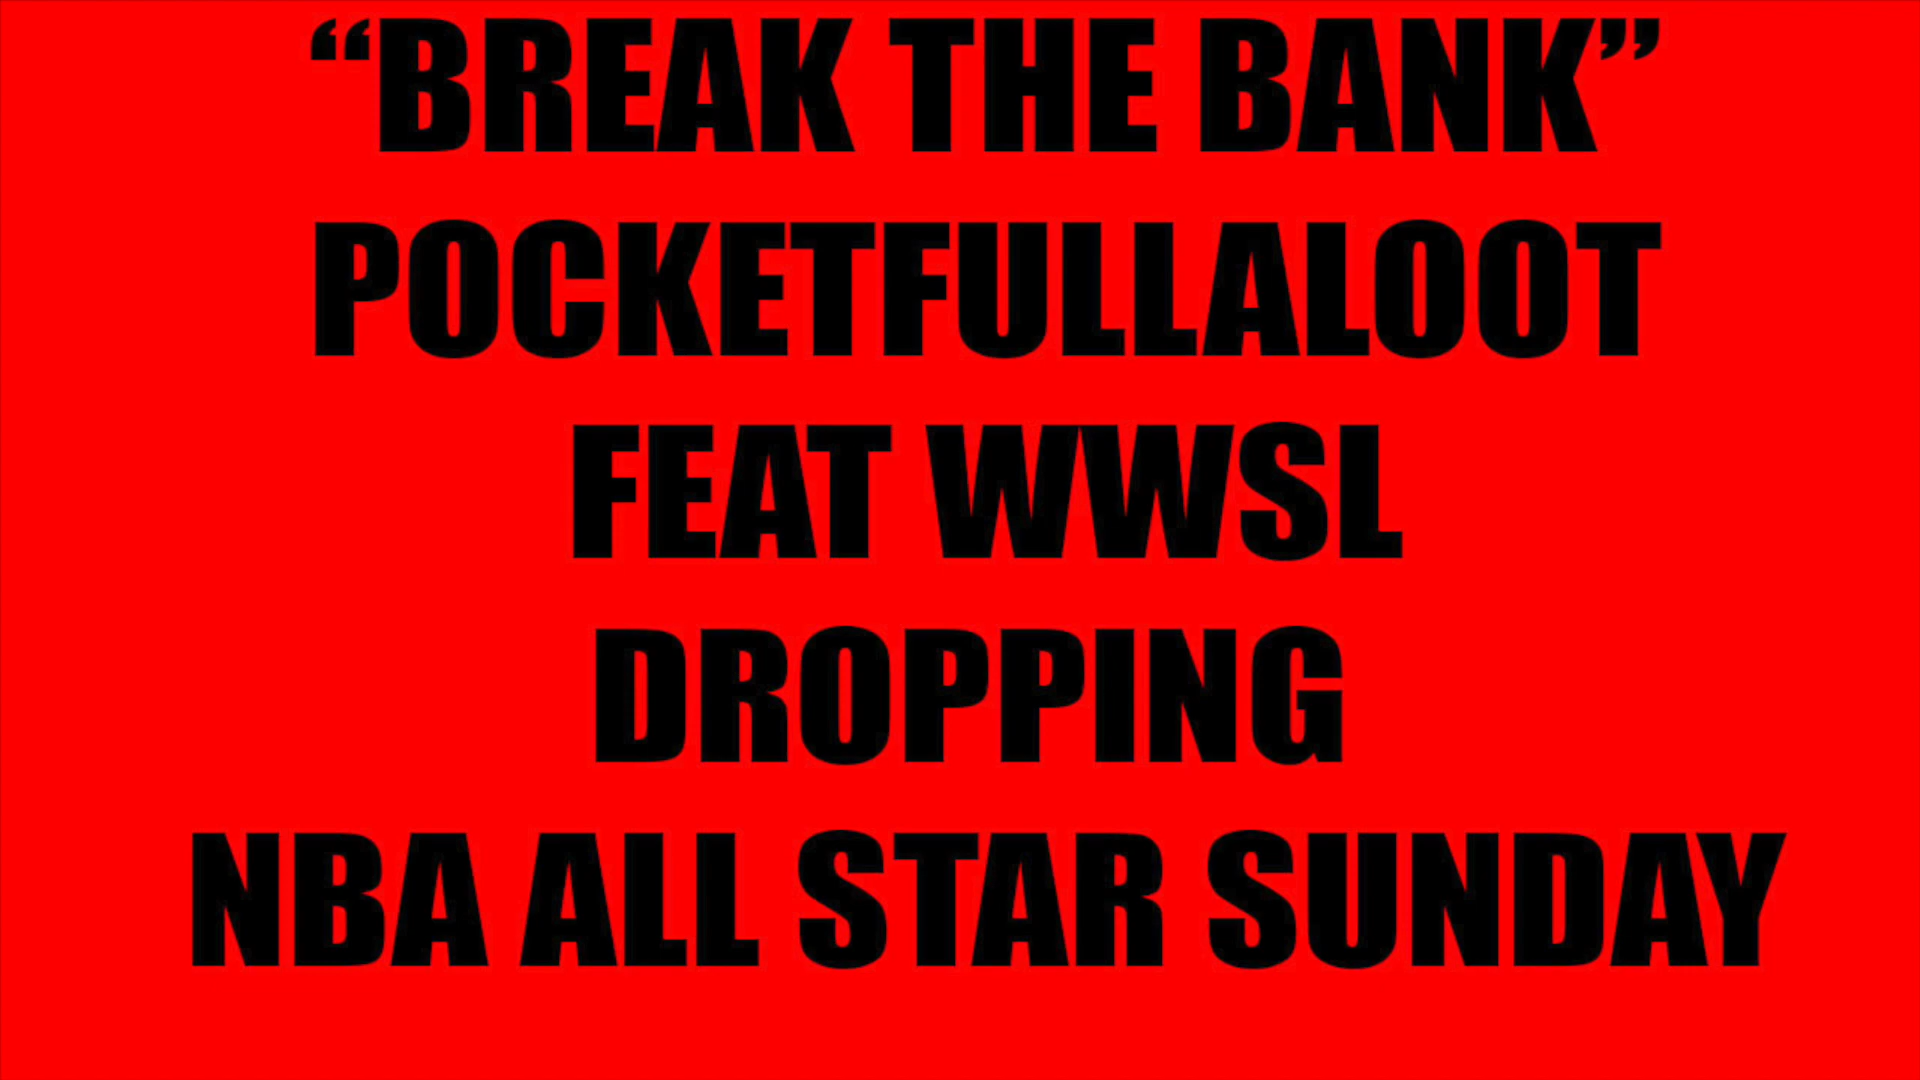 “BREAK THE BANK”
POCKETFULLALOOT
FEAT WWSL
DROPPING
NBA ALL STAR SUNDAY